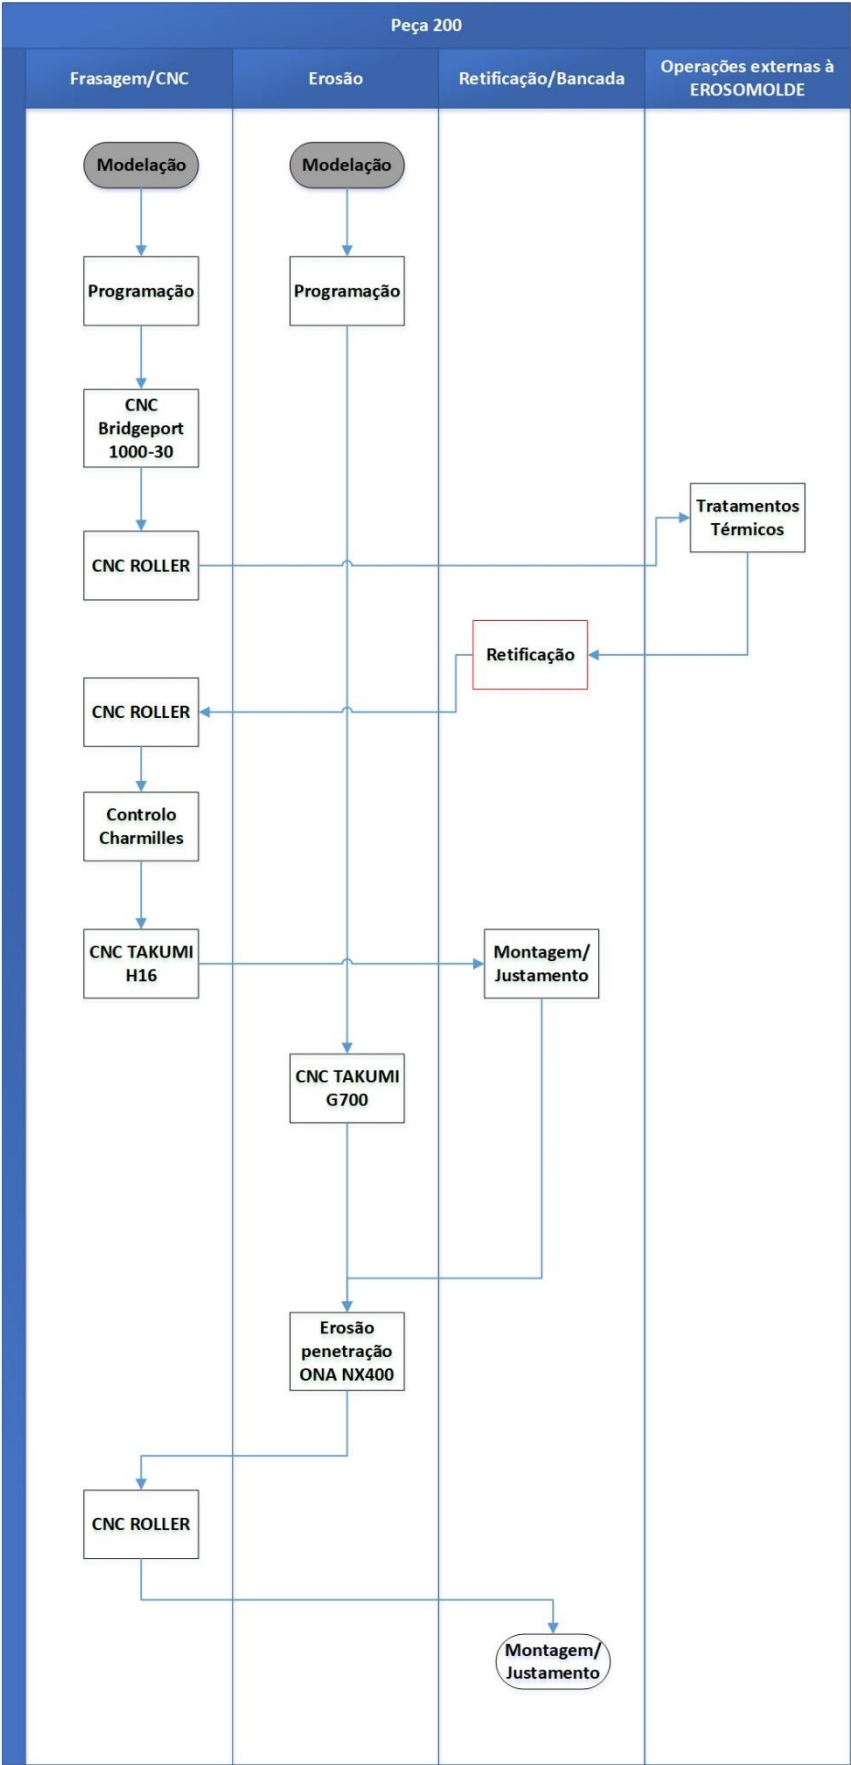 Peça 200
Frasagem/CNC
Erosão
Retificação/Bancada
Operações externas à
EROSOMOLDE
Modelação
Modelação
Programação
Programação
CNC
Bridgeport
1000-30
Tratamentos
Térmicos
CNC ROLLER
Retificação
CNC ROLLER
Controlo
Charmilles
CNC TAKUMI
H16
Montagem/
Justamento
CNC TAKUMI
G700
Erosão
penetração
ONA NX400
CNC ROLLER
Montagem/
Justamento